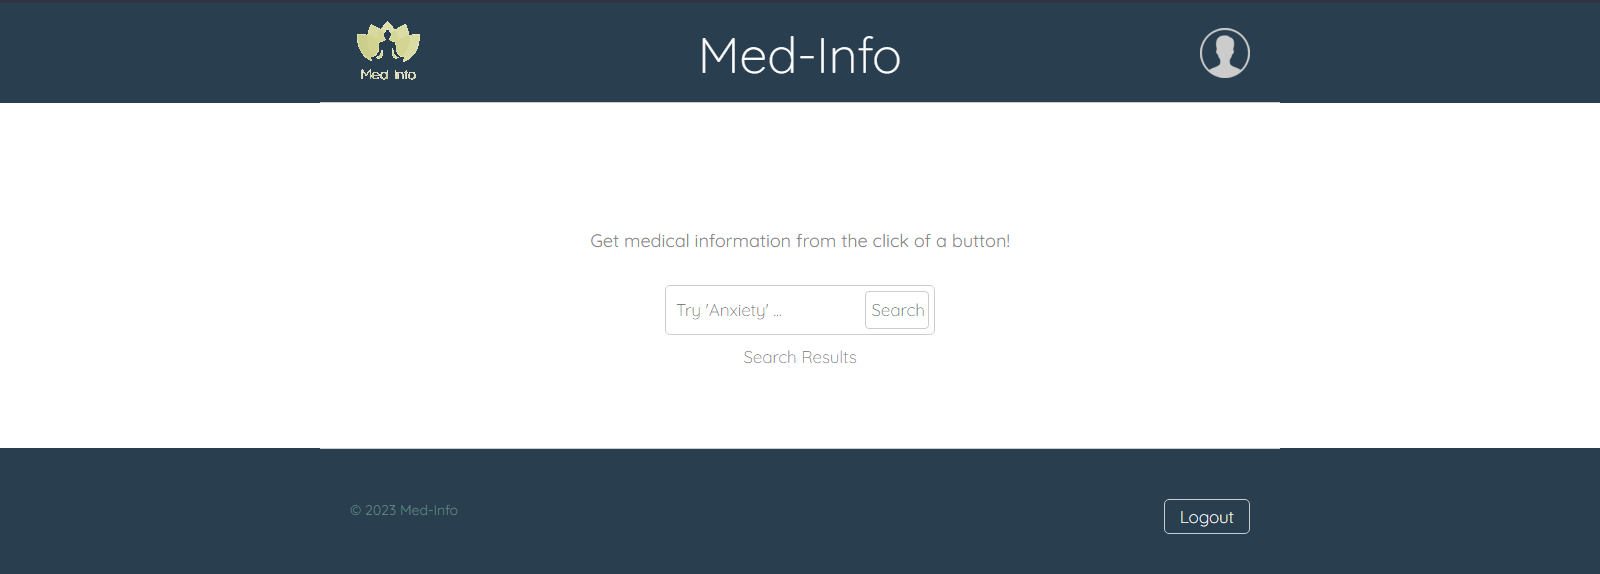 Med Info
Med-Info
Get medical information from the click of a button!
Try 'Anxiety' ...
Search
Search Results
© 2023 Med-Info
Logout